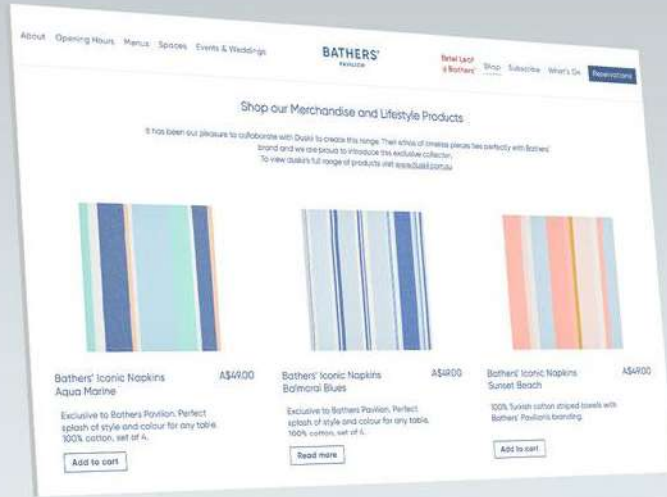 About Opening Hours Menus Spaces Events & Weddings
BATHERS'
PAVILION
Betel Leaf
@ Bathers'
Shop Subscribe What's On Reservations
Shop our Merchandise and Lifestyle Products
It has been our pleasure to collaborate with Duskii to create this range. Their ethos of timeless pieces ties perfectly with Bathers'
brand and we are proud to introduce this exclusive collection.
To view duskii's full range of products visit www.duskii.com.au
Bathers' Iconic Napkins A$49.00
Aqua Marine
Exclusive to Bathers Pavilion. Perfect
splash of style and colour for any table.
100% cotton, set of 4.
Add to cart
Bathers' Iconic Napkins A$49.00
Balmoral Blues
Exclusive to Bathers Pavilion. Perfect
splash of style and colour for any table.
100% cotton, set of 4.
Read more
Bathers' Iconic Napkins A$49.00
Sunset Beach
100% Turkish cotton striped towels with
Bathers' Pavilion's branding.
Add to cart